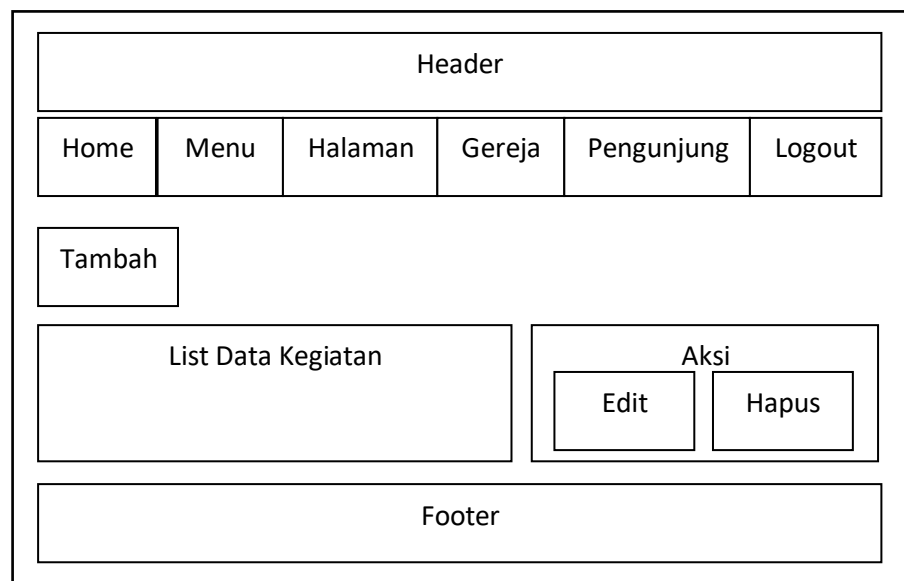 Header
Home Menu Halaman Gereja Pengunjung Logout
Tambah
List Data Kegiatan Aksi
Edit Hapus
Footer